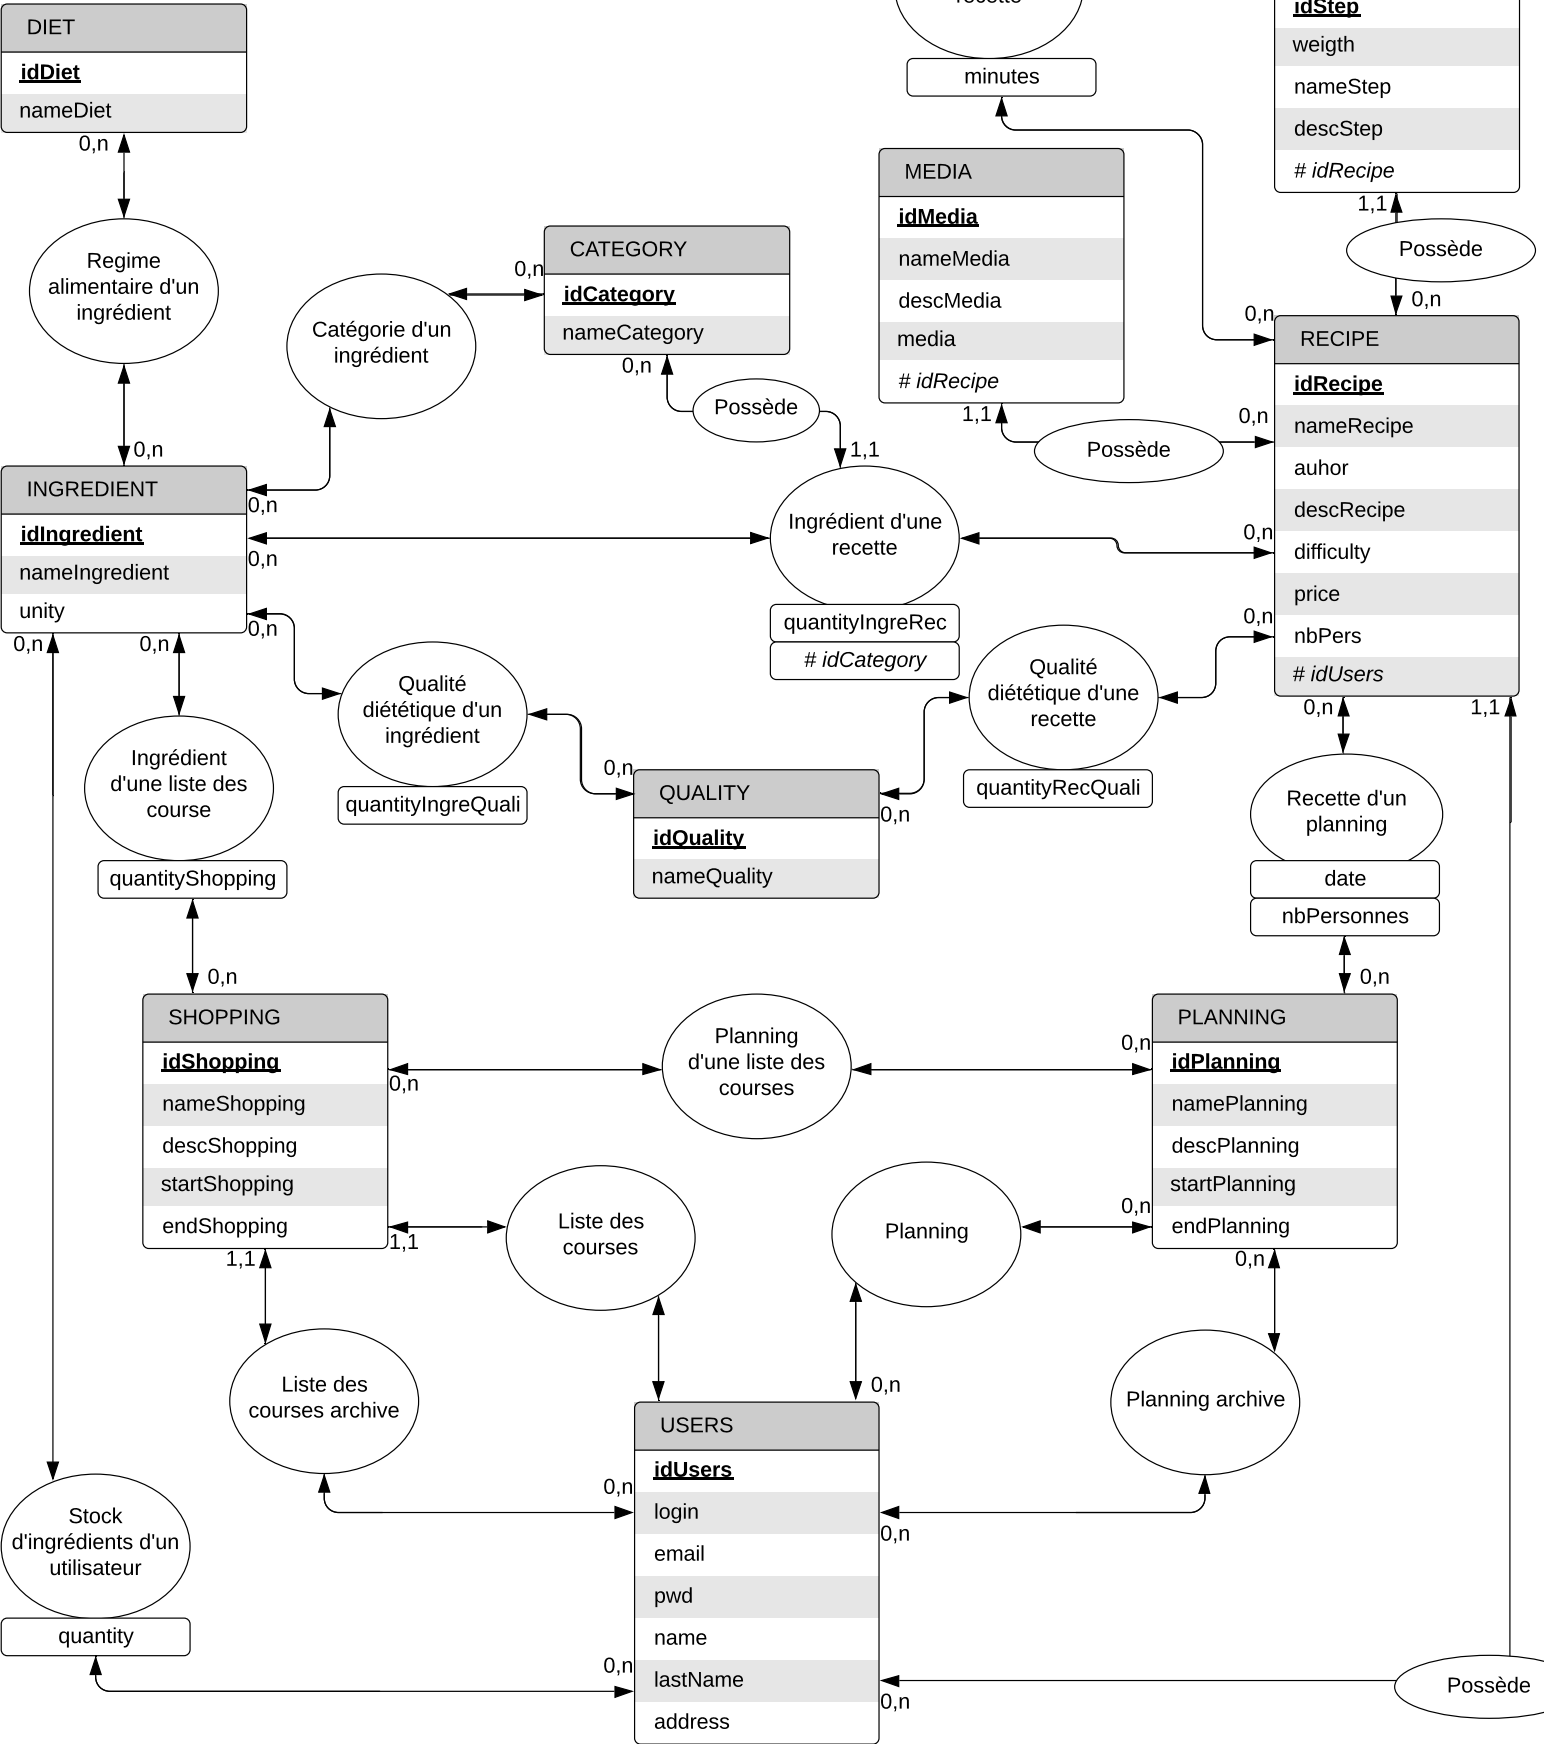 DIET
idDiet
nameDiet
0,n
Regime
alimentaire d'un
ingrédient
0,n
minutes
idStep
weigth
nameStep
descStep
# idRecipe
1,1
Possède
0,n
MEDIA
idMedia
nameMedia
descMedia
media
# idRecipe
1,1
Possède
0,n
CATEGORY
idCategory
nameCategory
0,n
0,n
Catégorie d'un
ingrédient
Possède
1,1
0,n
RECIPE
idRecipe
nameRecipe
auhor
descRecipe
difficulty
price
nbPers
# idUsers
0,n
0,n
0,n
1,1
INGREDIENT
idIngredient
nameIngredient
unity
0,n
0,n
0,n
0,n
0,n
Ingrédient d'une
recette
quantityIngreRec
# idCategory
Qualité
diététique d'un
ingrédient
quantityIngreQuali
Qualité
diététique d'une
recette
quantityRecQuali
0,n
QUALITY
idQuality
nameQuality
0,n
Ingrédient
d'une liste des
course
quantityShopping
0,n
Recette d'un
planning
date
nbPersonnes
0,n
SHOPPING
idShopping
nameShopping
descShopping
startShopping
endShopping
0,n
1,1
1,1
Planning
d'une liste des
courses
PLANNING
idPlanning
namePlanning
descPlanning
startPlanning
endPlanning
0,n
0,n
0,n
Liste des
courses
Planning
0,n
Liste des
courses archive
Planning archive
USERS
idUsers
login
email
pwd
name
lastName
address
0,n
0,n
0,n
0,n
Stock
d'ingrédients d'un
utilisateur
quantity
Possède